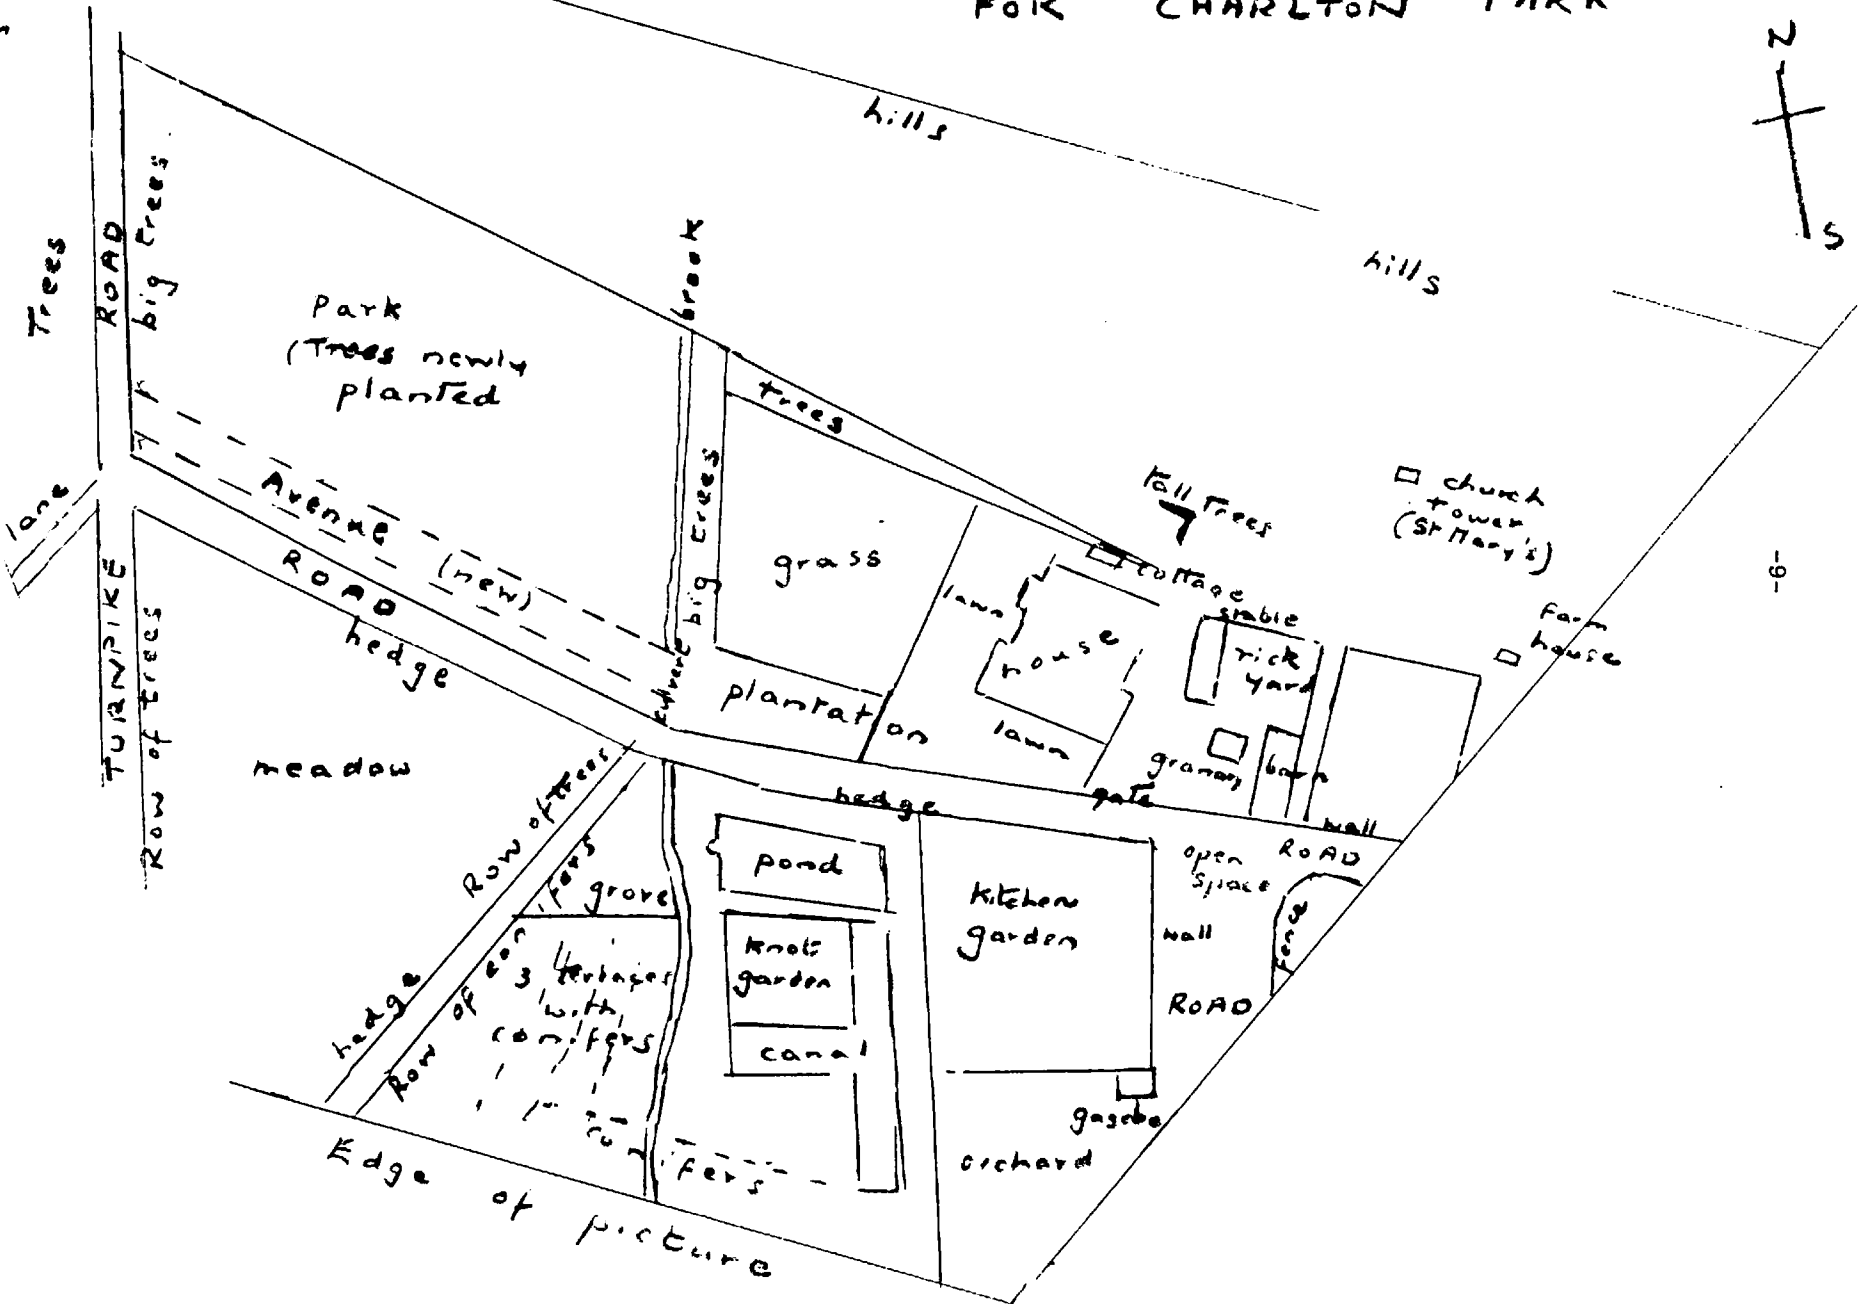 FOR CHARLTON PARK
N
S
hills
hills
Trees
ROAD
big trees
Park
(Trees newly
planted
brook
trees
big trees
Avenue (new)
ROAD
hedge
lane
TURNPIKE
Row of trees
meadow
culvert
grass
plantation
lawn
house
lawn
Tall Trees
cottage
stable
rick
yard
granary
barn
gate
wall
church
tower
(St Mary's)
Farm
house
-9-
hedge
Row of trees
hedge
Row of conifers
grove
3 terraces
with
conifers
conifers
pond
Knot
garden
canal
Kitchen
garden
open
space
ROAD
wall
Fence
ROAD
gazebo
orchard
Edge of picture